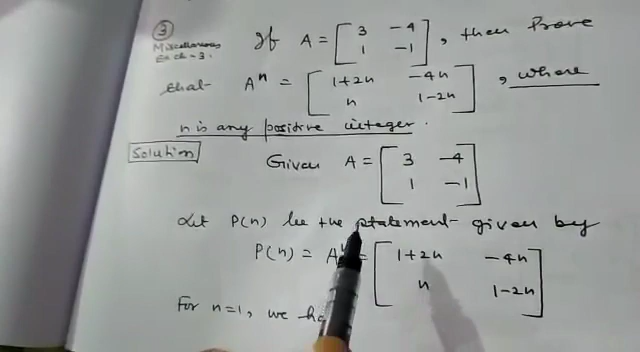 ③ If A = [ 3 -4 1 -1 ], then Prove
Miscellaneous
Ex ch-3.
that A^n = [ 1+2n -4n n 1-2n ], where
n is any positive integer.
Solution Given A = [ 3 -4 1 -1 ]
Let P(n) be the statement given by
P(n) = A^n = [ 1+2n -4n n 1-2n ]
For n=1, we